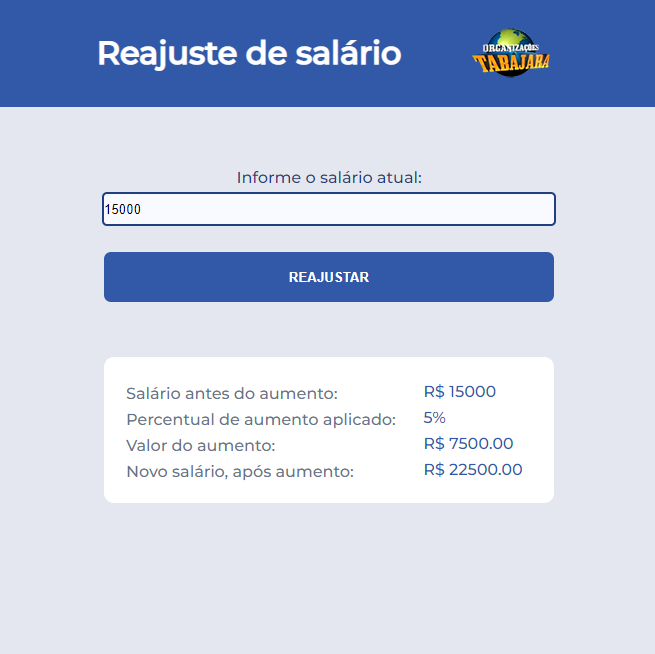 Reajuste de salário
ORGANIZAÇÕES
TABAJARA
Informe o salário atual:
15000
REAJUSTAR
Salário antes do aumento: R$ 15000
Percentual de aumento aplicado: 5%
Valor do aumento: R$ 7500.00
Novo salário, após aumento: R$ 22500.00